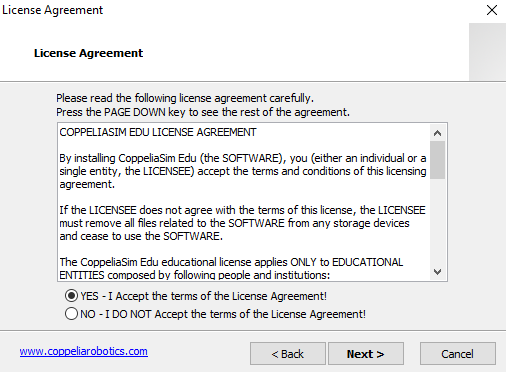 License Agreement
License Agreement
Please read the following license agreement carefully.
Press the PAGE DOWN key to see the rest of the agreement.
COPPELIASIM EDU LICENSE AGREEMENT
By installing CoppeliaSim Edu (the SOFTWARE), you (either an individual or a
single entity, the LICENSEE) accept the terms and conditions of this licensing
agreement.
If the LICENSEE does not agree with the terms of this license, the LICENSEE
must remove all files related to the SOFTWARE from any storage devices
and cease to use the SOFTWARE.
The CoppeliaSim Edu educational license applies ONLY to EDUCATIONAL
ENTITIES composed by following people and institutions:
YES - I Accept the terms of the License Agreement!
NO - I DO NOT Accept the terms of the License Agreement!
www.coppeliarobotics.com
< Back
Next >
Cancel